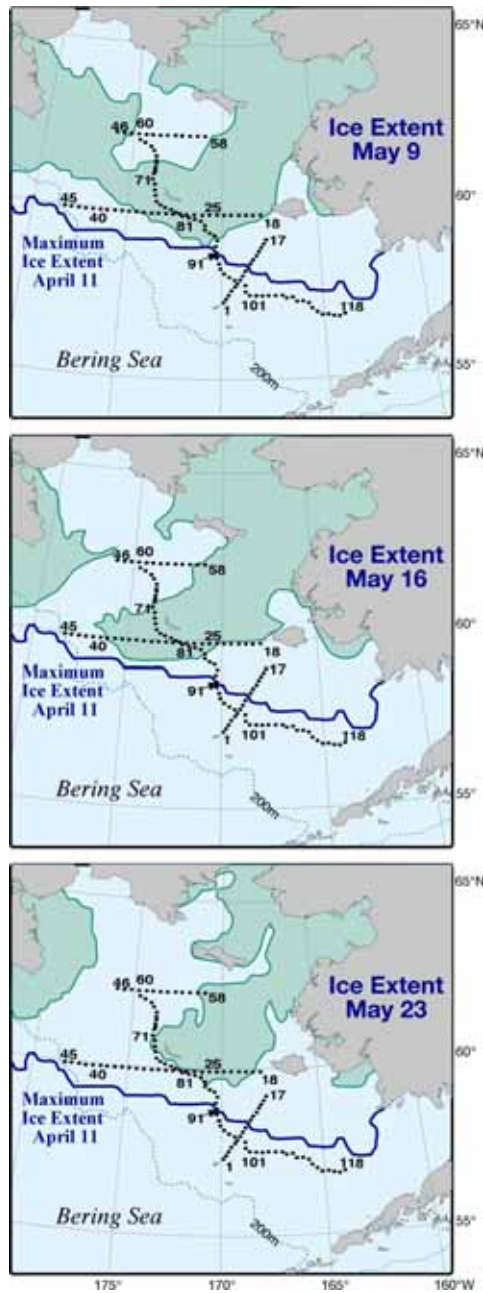 65°N
Ice Extent
May 9
46 60
58
71
60°
45
40
25
18
81
17
Maximum
Ice Extent
April 11
91
1
101
118
Bering Sea
200m
55°
65°N
Ice Extent
May 16
46 60
58
71
60°
45
40
25
18
81
17
Maximum
Ice Extent
April 11
91
1
101
118
Bering Sea
200m
55°
65°N
Ice Extent
May 23
46 60
58
71
60°
45
40
25
18
81
17
Maximum
Ice Extent
April 11
91
1
101
118
Bering Sea
200m
55°
175° 170° 165° 160°W